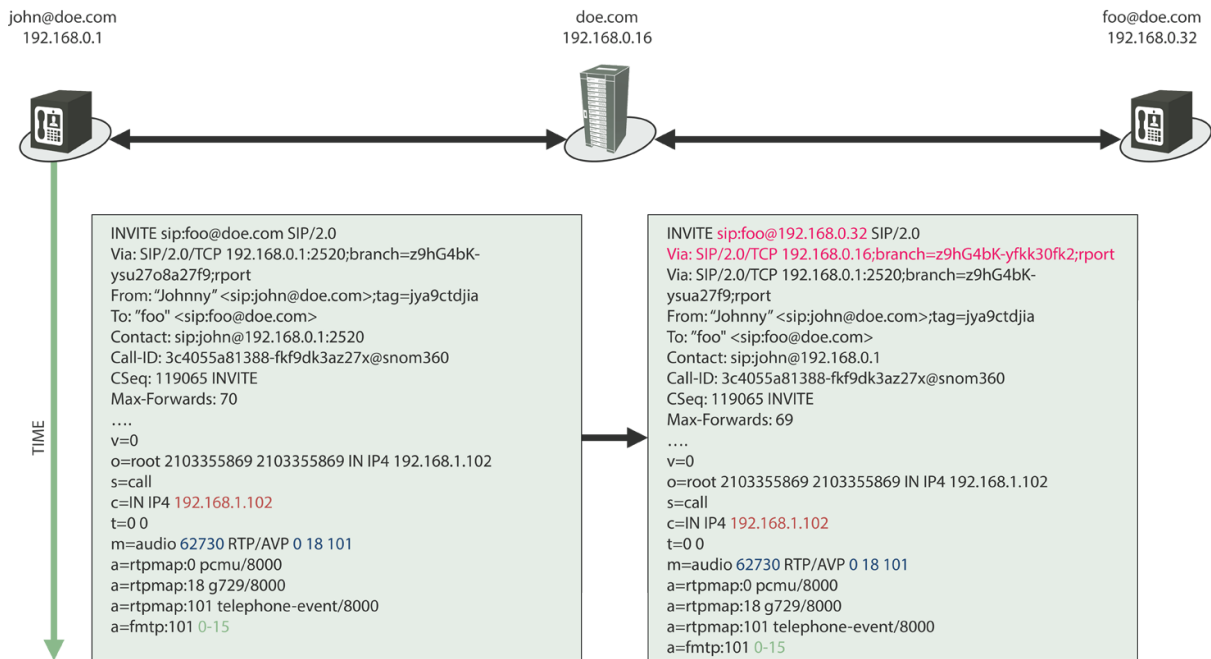 john@doe.com
192.168.0.1
doe.com
192.168.0.16
foo@doe.com
192.168.0.32
TIME
INVITE sip:foo@doe.com SIP/2.0
Via: SIP/2.0/TCP 192.168.0.1:2520;branch=z9hG4bK-
ysu27o8a27f9;rport
From: “Johnny” <sip:john@doe.com>;tag=jya9ctdjia
To: "foo" <sip:foo@doe.com>
Contact: sip:john@192.168.0.1:2520
Call-ID: 3c4055a81388-fkf9dk3az27x@snom360
CSeq: 119065 INVITE
Max-Forwards: 70
....
v=0
o=root 2103355869 2103355869 IN IP4 192.168.1.102
s=call
c=IN IP4 192.168.1.102
t=0 0
m=audio 62730 RTP/AVP 0 18 101
a=rtpmap:0 pcmu/8000
a=rtpmap:18 g729/8000
a=rtpmap:101 telephone-event/8000
a=fmtp:101 0-15
INVITE sip:foo@192.168.0.32 SIP/2.0
Via: SIP/2.0/TCP 192.168.0.16;branch=z9hG4bK-yfkk30fk2;rport
Via: SIP/2.0/TCP 192.168.0.1:2520;branch=z9hG4bK-
ysua27f9;rport
From: “Johnny” <sip:john@doe.com>;tag=jya9ctdjia
To: "foo" <sip:foo@doe.com>
Contact: sip:john@192.168.0.1
Call-ID: 3c4055a81388-fkf9dk3az27x@snom360
CSeq: 119065 INVITE
Max-Forwards: 69
....
v=0
o=root 2103355869 2103355869 IN IP4 192.168.1.102
s=call
c=IN IP4 192.168.1.102
t=0 0
m=audio 62730 RTP/AVP 0 18 101
a=rtpmap:0 pcmu/8000
a=rtpmap:18 g729/8000
a=rtpmap:101 telephone-event/8000
a=fmtp:101 0-15